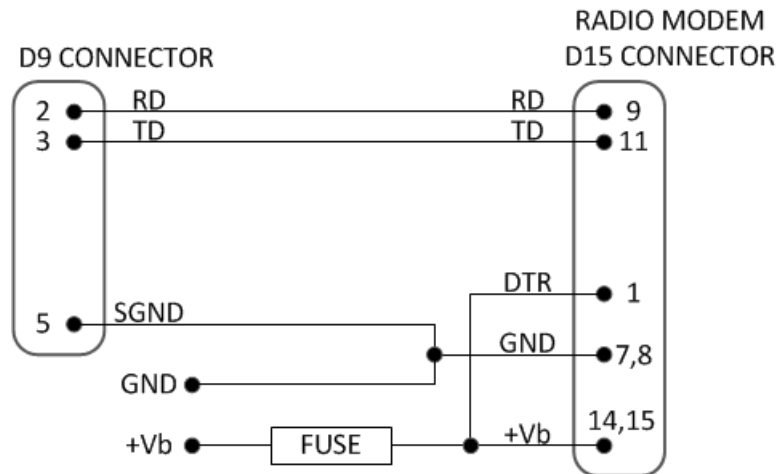 RADIO MODEM
D9 CONNECTOR D15 CONNECTOR
2 RD RD 9
3 TD TD 11
DTR 1
5 SGND
GND 7,8
GND
14,15
+Vb FUSE +Vb